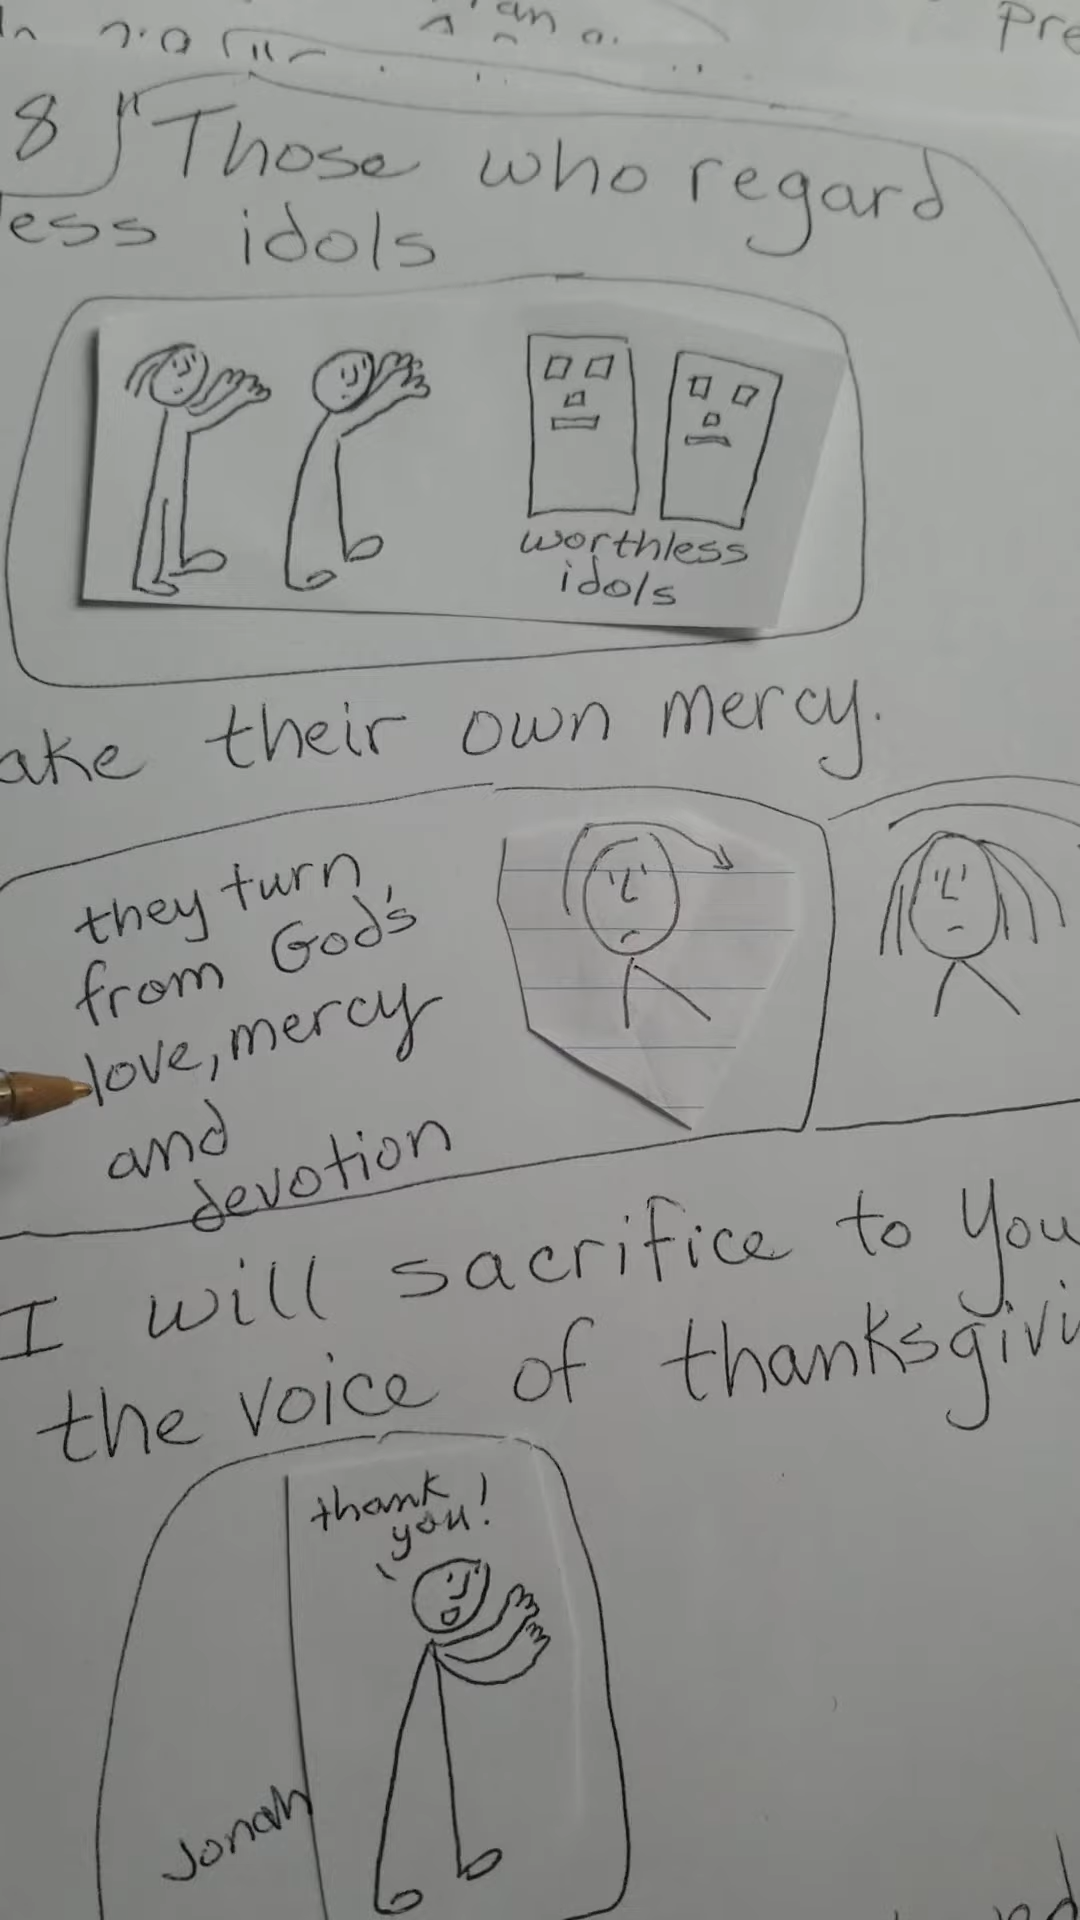 Pre
8 "Those who regard
ess idols
worthless
idols
ake their own mercy.
they turn
from God's
love, mercy
and
devotion
I will sacrifice to You
the voice of thanksgivi
thank
you!
Jonah